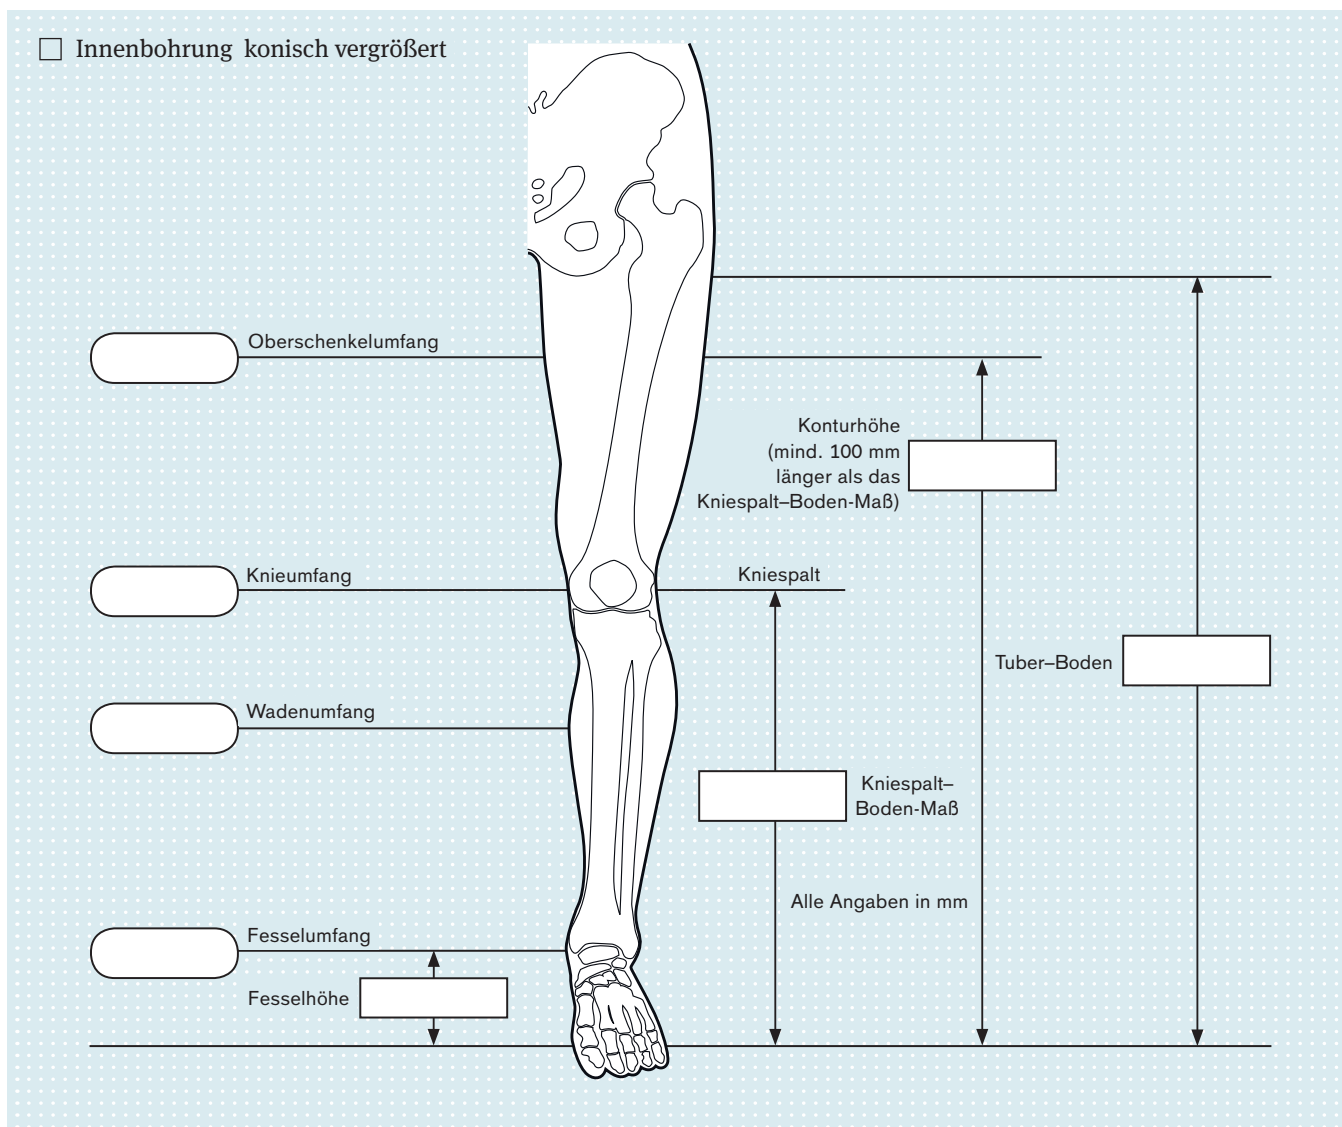 Innenbohrung konisch vergrößert
Oberschenkelumfang
Konturhöhe
(mind. 100 mm
länger als das
Kniespalt–Boden-Maß)
Knieumfang
Kniespalt
Tuber–Boden
Wadenumfang
Kniespalt–
Boden-Maß
Alle Angaben in mm
Fesselumfang
Fesselhöhe